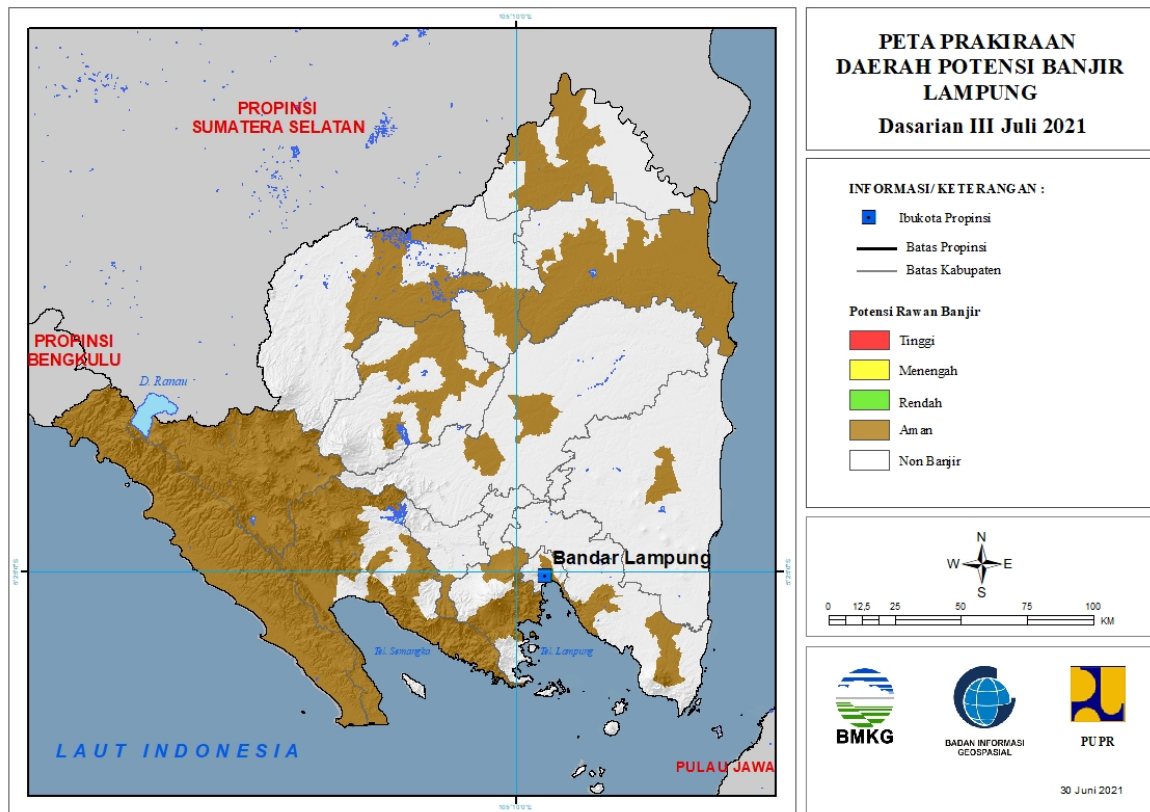 PETA PRAKIRAAN
DAERAH POTENSI BANJIR
LAMPUNG
Dasarian III Juli 2021
INFORMASI/ KETERANGAN :
Ibukota Propinsi
Batas Propinsi
Batas Kabupaten
Potensi Rawan Banjir
Tinggi
Menengah
Rendah
Aman
Non Banjir
N
W E
S
0 12,5 25 50 75 100
KM
BMKG
BADAN INFORMASI
GEOSPASIAL
PUPR
30 Juni 2021
PROPINSI
SUMATERA SELATAN
PROPINSI
BENGKULU
D. Ranau
Bandar Lampung
Tel. Semangka
Tel. Lampung
LAUT INDONESIA
PULAU JAWA